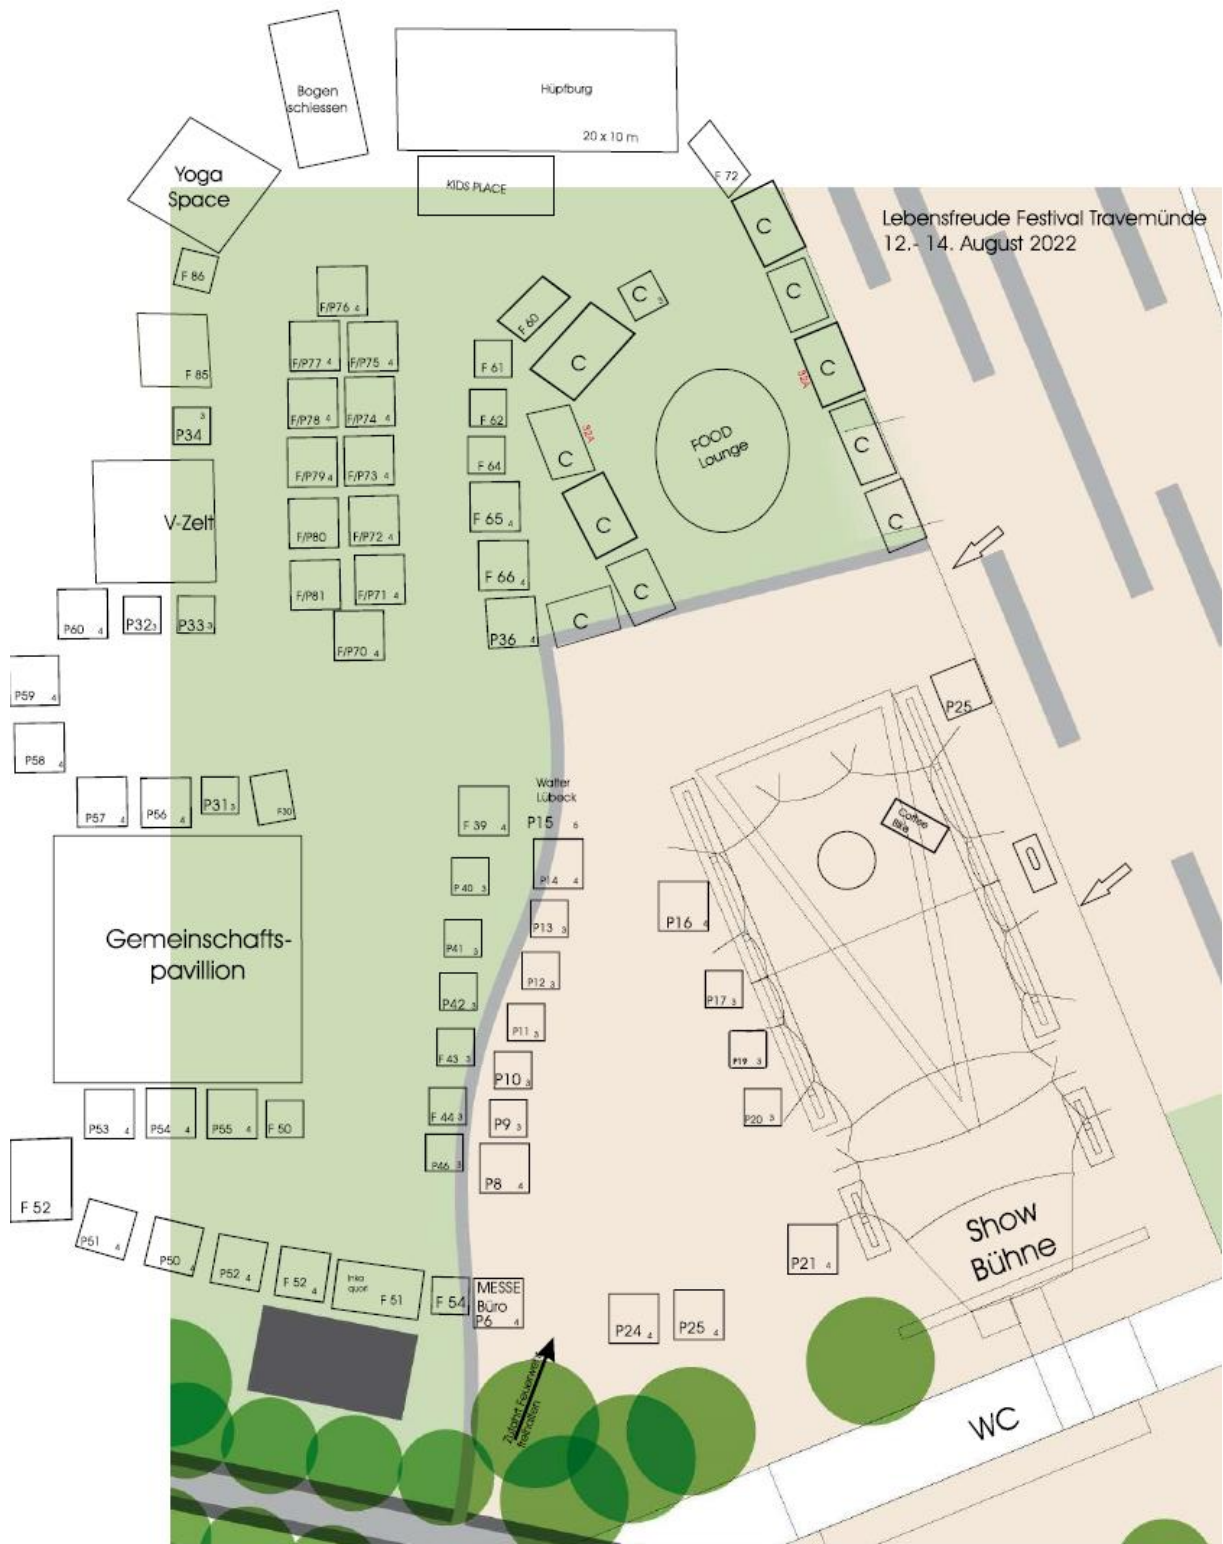 Bogen
schiessen
Hüpfburg
20 x 10 m
KIDS PLACE
Yoga
Space
F 72
C
Lebensfreude Festival Travemünde
12.- 14. August 2022
F 86
C
C 3
F/P76 4
F 60
F/P77 4
F/P75 4
F 61
C
C
32A
F 85
F/P78 4
F/P74 4
F 62
3
P34
32A
FOOD
Lounge
C
F/P79 4
F/P73 4
F 64
C
V-Zelt
F/P80
F/P72 4
F 65 4
C
C
F/P81
F/P71 4
F 66 4
C
P60 4
P32 3
P33 3
F/P70 4
P36 4
C
P59 4
P25
P58 4
P57 4
P56 4
P31 3
F30
F 39 4
Walter
Lübeck
P15 6
Coffee
Bike
P40 3
P14 4
P16 4
P13 3
Gemeinschafts-
pavillion
P41 3
P12 3
P42 3
P17 3
P11 3
F 43 3
P19 3
P10 3
P53 4
P54 4
P55 4
F 50
F 44 3
P9 3
P20 3
P46 3
P8 4
F 52
P51 4
P50 4
P52 4
F 52 4
Inka
quori
F 51
F 54
MESSE
Büro
P6 4
P21 4
Show
Bühne
P24 4
P25 4
Zufahrt Feuerwehr
freihalten
WC